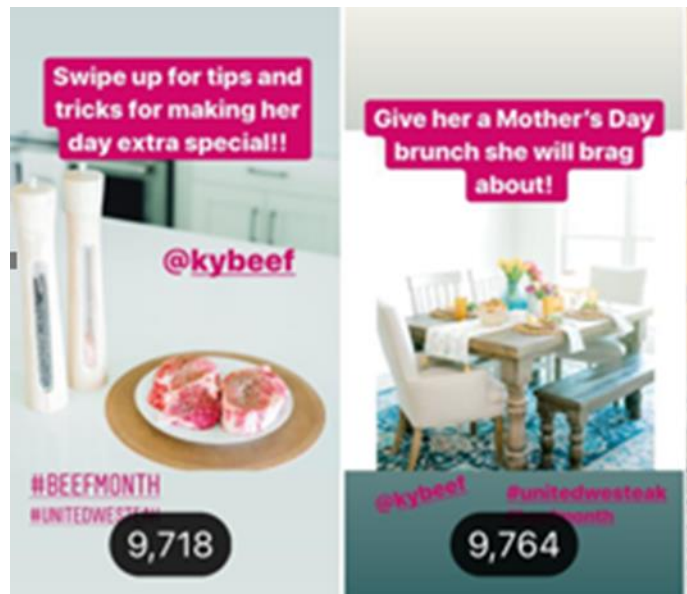 Swipe up for tips and
tricks for making her
day extra special!!
@kybeef
#BEEFMONTH
#UNITEDWESTEAK
9,718
Give her a Mother's Day
brunch she will brag
about!
@kybeef
#unitedwesteak
9,764